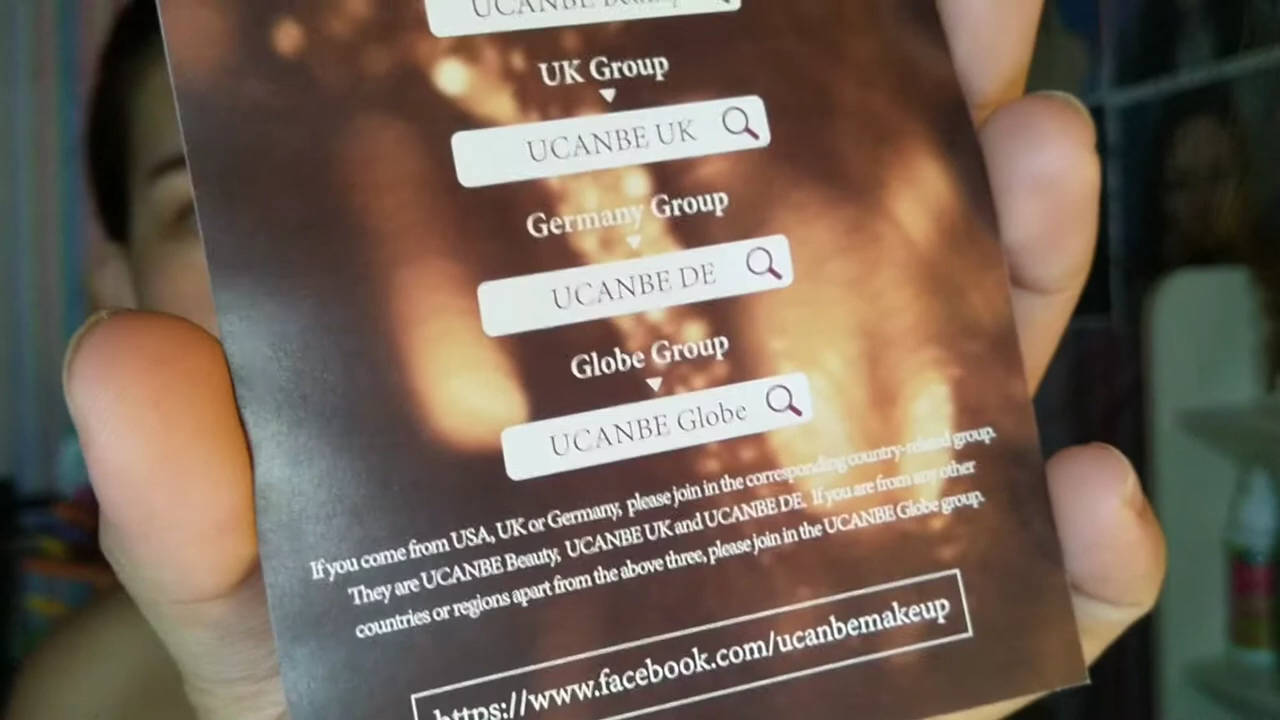 UCANBE Beauty
UK Group
UCANBE UK
Germany Group
UCANBE DE
Globe Group
UCANBE Globe
If you come from USA, UK or Germany, please join in the corresponding country-related group.
They are UCANBE Beauty, UCANBE UK and UCANBE DE. If you are from any other
countries or regions apart from the above three, please join in the UCANBE Globe group.
https://www.facebook.com/ucanbemakeup